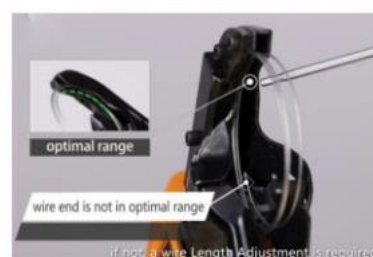 optimal range
wire end is not in optimal range
if not, a wire Length Adjustment is required